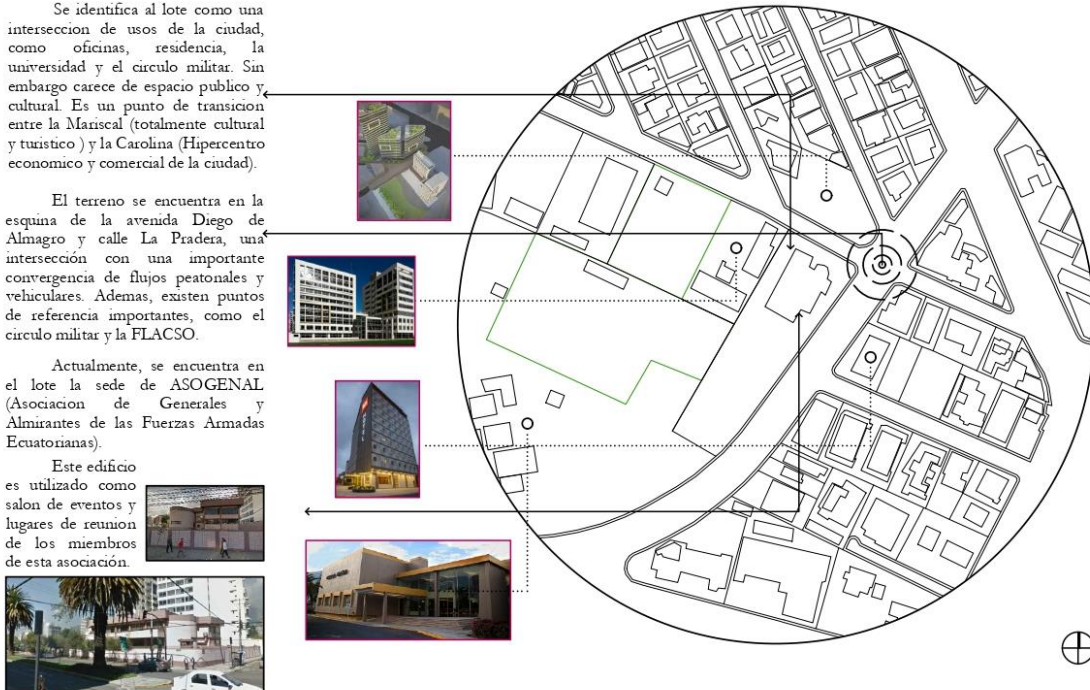 Se identifica al lote como una
interseccion de usos de la ciudad,
como oficinas, residencia, la
universidad y el circulo militar. Sin
embargo carece de espacio publico y
cultural. Es un punto de transicion
entre la Mariscal (totalmente cultural
y turistico ) y la Carolina (Hipercentro
economico y comercial de la ciudad).
El terreno se encuentra en la
esquina de la avenida Diego de
Almagro y calle La Pradera, una
intersección con una importante
convergencia de flujos peatonales y
vehiculares. Ademas, existen puntos
de referencia importantes, como el
circulo militar y la FLACSO.
Actualmente, se encuentra en
el lote la sede de ASOGENAL
(Asociacion de Generales y
Almirantes de las Fuerzas Armadas
Ecuatorianas).
Este edificio
es utilizado como
salon de eventos y
lugares de reunion
de los miembros
de esta asociación.